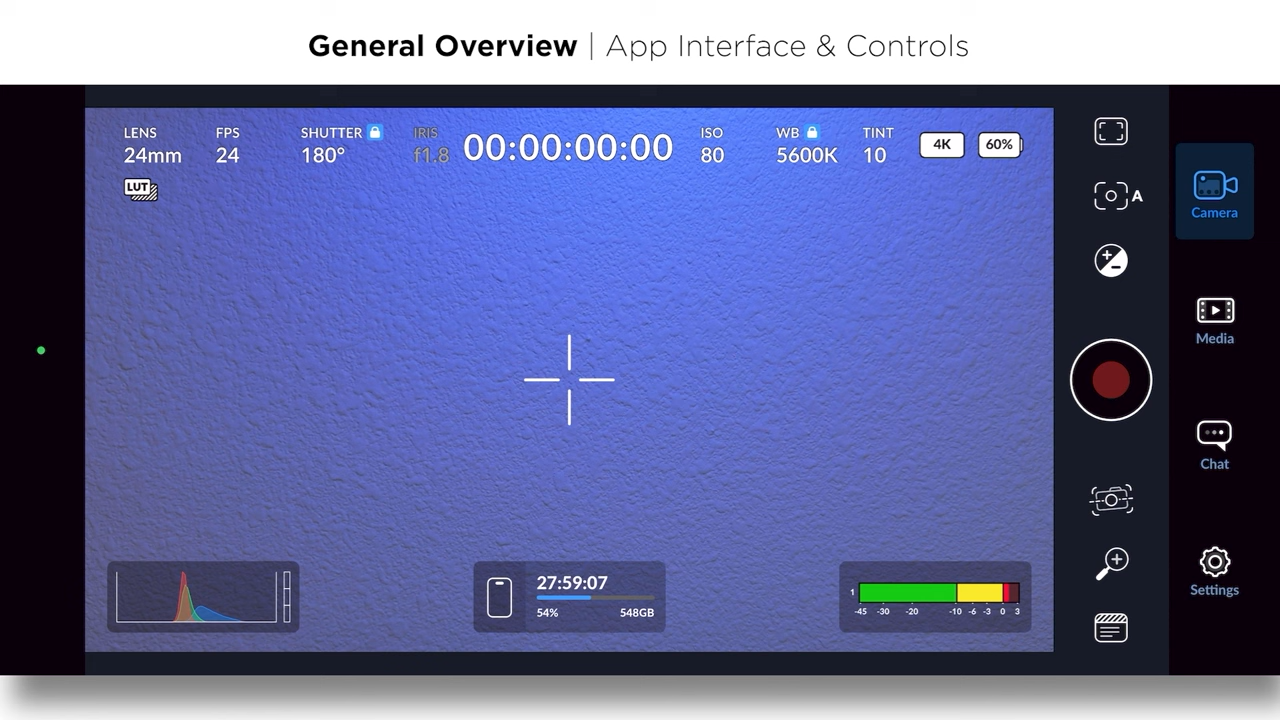 General Overview | App Interface & Controls
LENS FPS SHUTTER IRIS 00:00:00:00 ISO WB TINT 4K 60%
24mm 24 180° f1.8 80 5600K 10
LUT
A
Camera
Media
Chat
Settings
27:59:07
54% 548GB
1
-45 -30 -20 -10 -6 -3 0 3